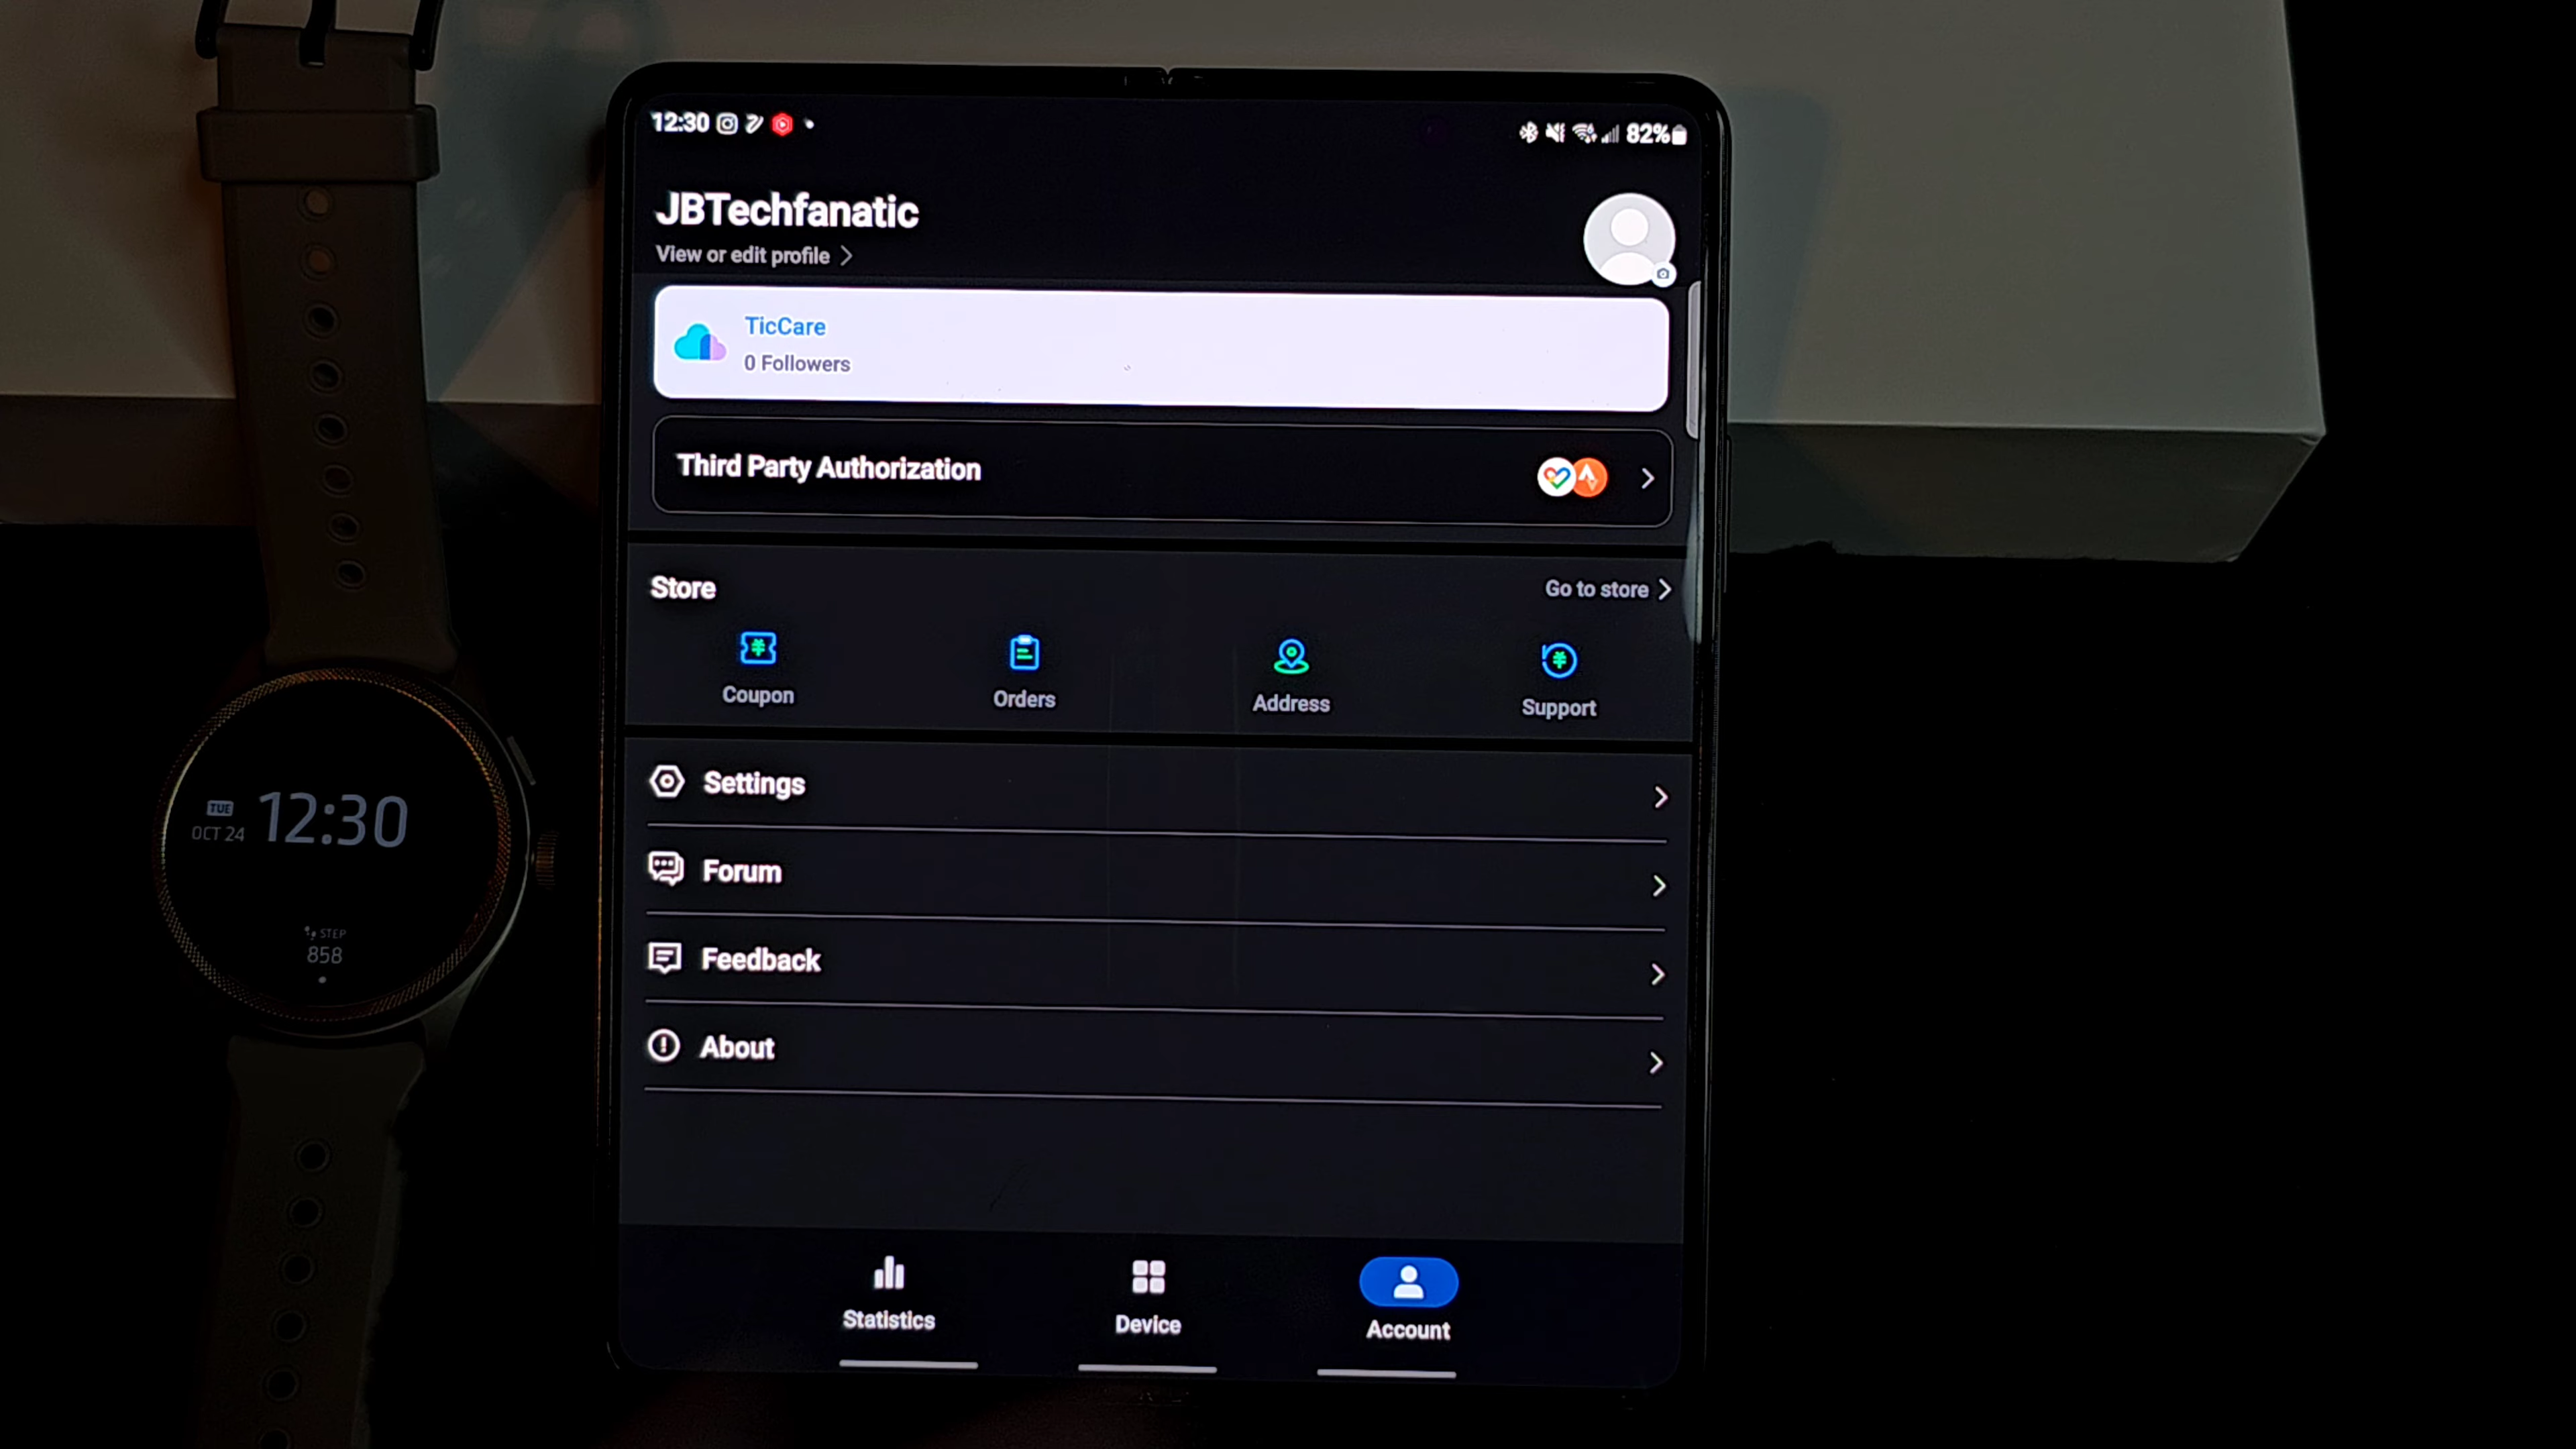 12:30
82%
JBTechfanatic
View or edit profile
TicCare
0 Followers
Third Party Authorization
Store
Go to store
Coupon
Orders
Address
Support
Settings
Forum
Feedback
About
Statistics
Device
Account
TUE
OCT 24
12:30
STEP
858